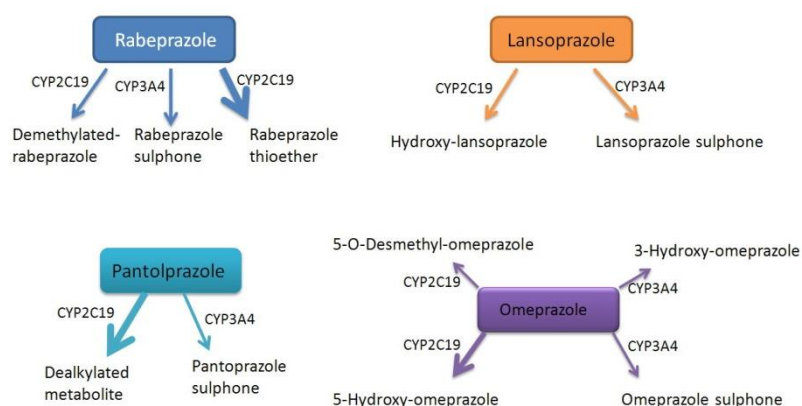 Rabeprazole
CYP2C19
CYP3A4
CYP2C19
Demethylated-
rabeprazole
Rabeprazole
sulphone
Rabeprazole
thioether
Lansoprazole
CYP2C19
CYP3A4
Hydroxy-lansoprazole
Lansoprazole sulphone
Pantolprazole
CYP2C19
CYP3A4
Dealkylated
metabolite
Pantoprazole
sulphone
5-O-Desmethyl-omeprazole
3-Hydroxy-omeprazole
CYP2C19
CYP3A4
Omeprazole
CYP2C19
CYP3A4
5-Hydroxy-omeprazole
Omeprazole sulphone